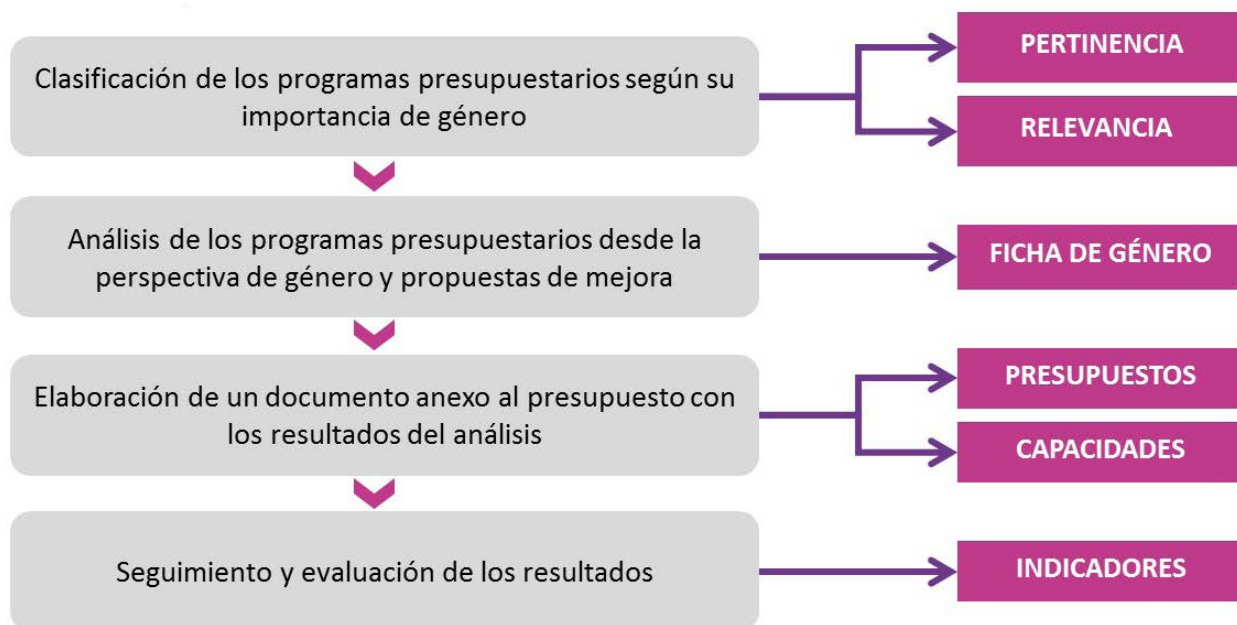 Clasificación de los programas presupuestarios según su
importancia de género
PERTINENCIA
RELEVANCIA
Análisis de los programas presupuestarios desde la
perspectiva de género y propuestas de mejora
FICHA DE GÉNERO
Elaboración de un documento anexo al presupuesto con
los resultados del análisis
PRESUPUESTOS
CAPACIDADES
Seguimiento y evaluación de los resultados
INDICADORES